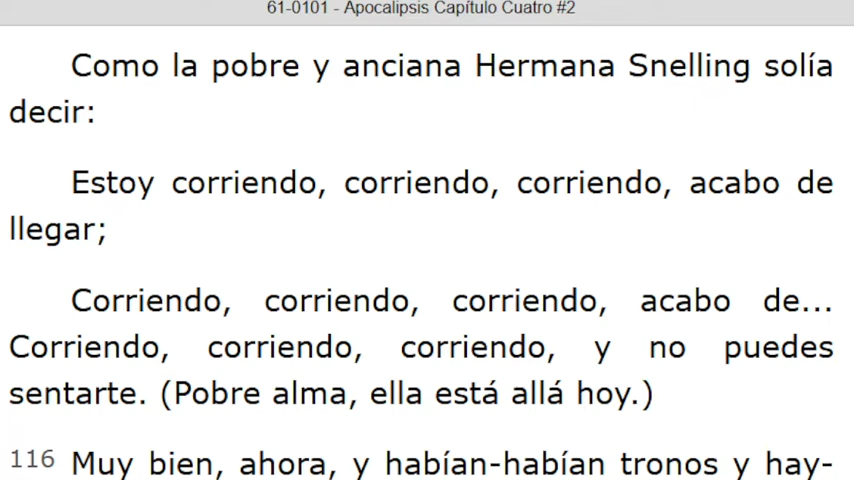 61-0101 - Apocalipsis Capítulo Cuatro #2
Como la pobre y anciana Hermana Snelling solía
decir:
Estoy corriendo, corriendo, corriendo, acabo de
llegar;
Corriendo, corriendo, corriendo, acabo de...
Corriendo, corriendo, corriendo, y no puedes
sentarte. (Pobre alma, ella está allá hoy.)
116 Muy bien, ahora, y habían-habían tronos y hay-